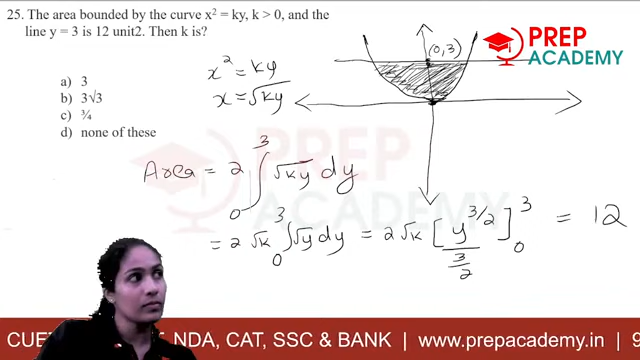 25. The area bounded by the curve x² = ky, k > 0, and the
line y = 3 is 12 unit2. Then k is?
a) 3
b) 3√3
c) ¾
d) none of these
x² = ky
x = √ky
(0,3)
PREP
ACADEMY
Area = 2 ∫₀³ √ky dy
= 2 √k ∫₀³ √y dy = 2 √k [ y^3/2 / 3/2 ]₀³ = 12
PREP
ACADEMY
, NDA, CAT, SSC & BANK | www.prepacademy.in | 9